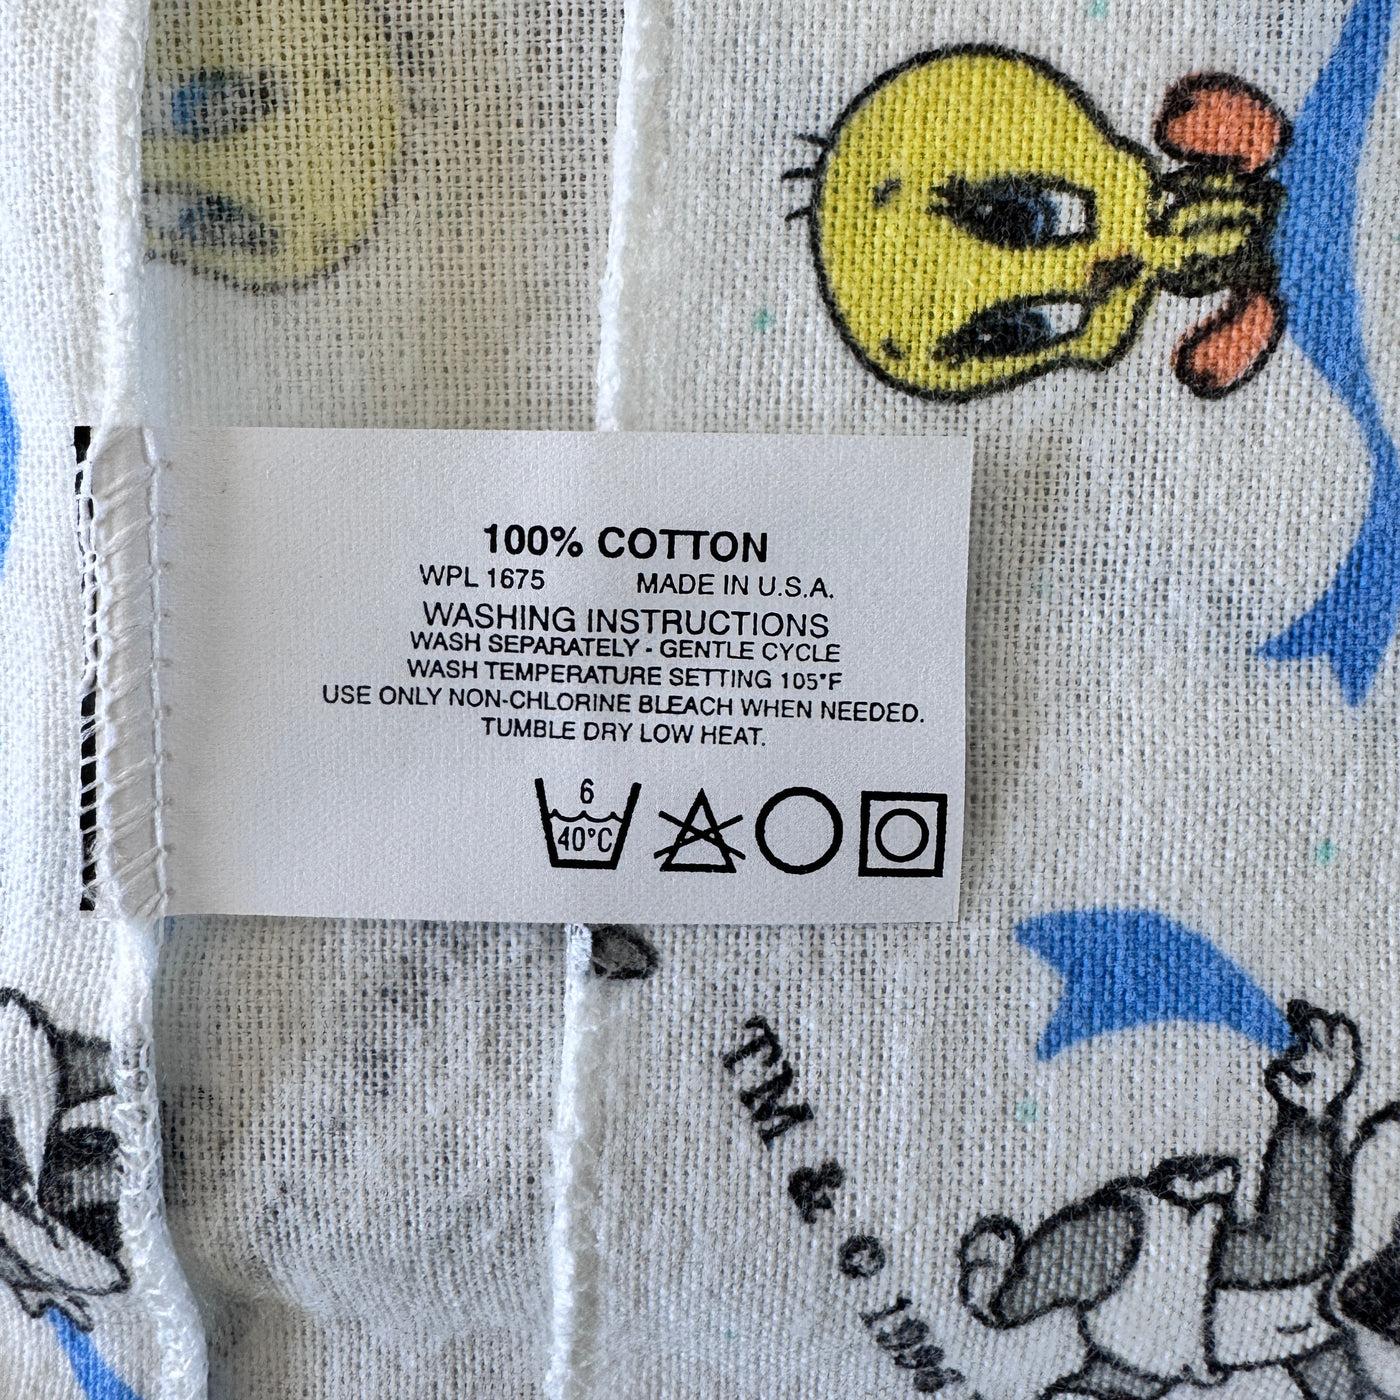 100% COTTON
WPL 1675 MADE IN U.S.A.
WASHING INSTRUCTIONS
WASH SEPARATELY - GENTLE CYCLE
WASH TEMPERATURE SETTING 105°F
USE ONLY NON-CHLORINE BLEACH WHEN NEEDED.
TUMBLE DRY LOW HEAT.
6
40°C
TM & ©